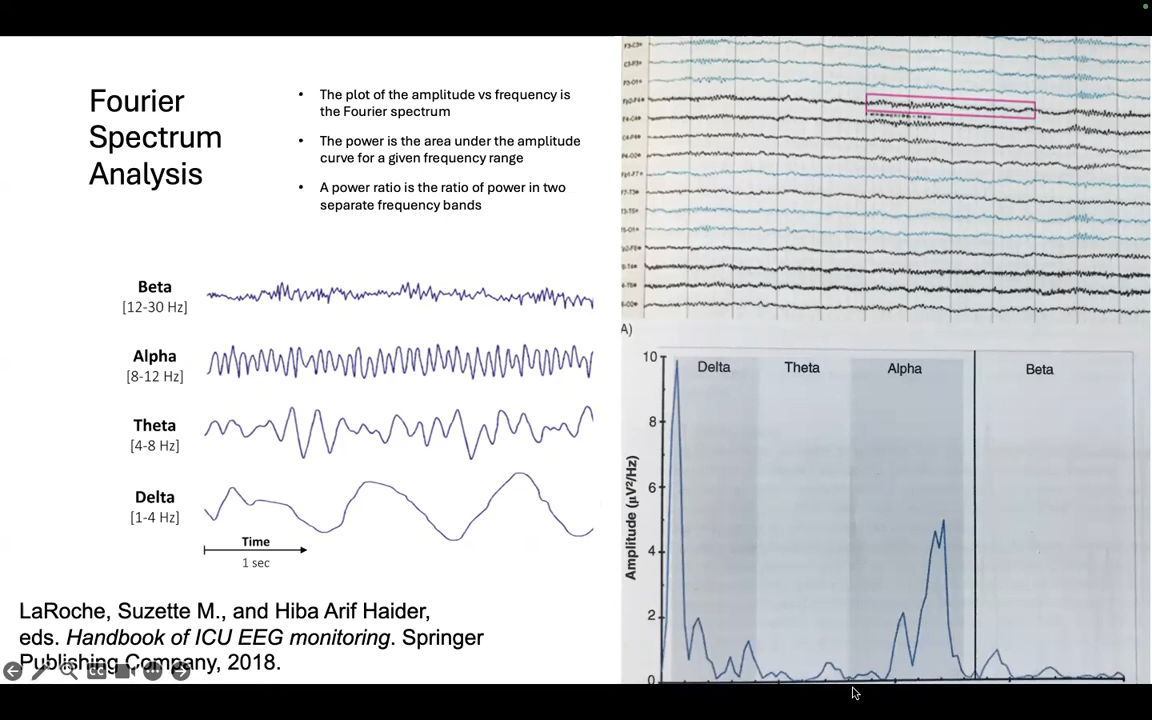 Fourier
Spectrum
Analysis
• The plot of the amplitude vs frequency is
the Fourier spectrum
• The power is the area under the amplitude
curve for a given frequency range
• A power ratio is the ratio of power in two
separate frequency bands
Beta
[12-30 Hz]
Alpha
[8-12 Hz]
Theta
[4-8 Hz]
Delta
[1-4 Hz]
Time
1 sec
LaRoche, Suzette M., and Hiba Arif Haider,
eds. Handbook of ICU EEG monitoring. Springer
Publishing Company, 2018.
CC
A)
Delta Theta Alpha Beta
Amplitude (μV²/Hz)
10
8
6
4
2
0